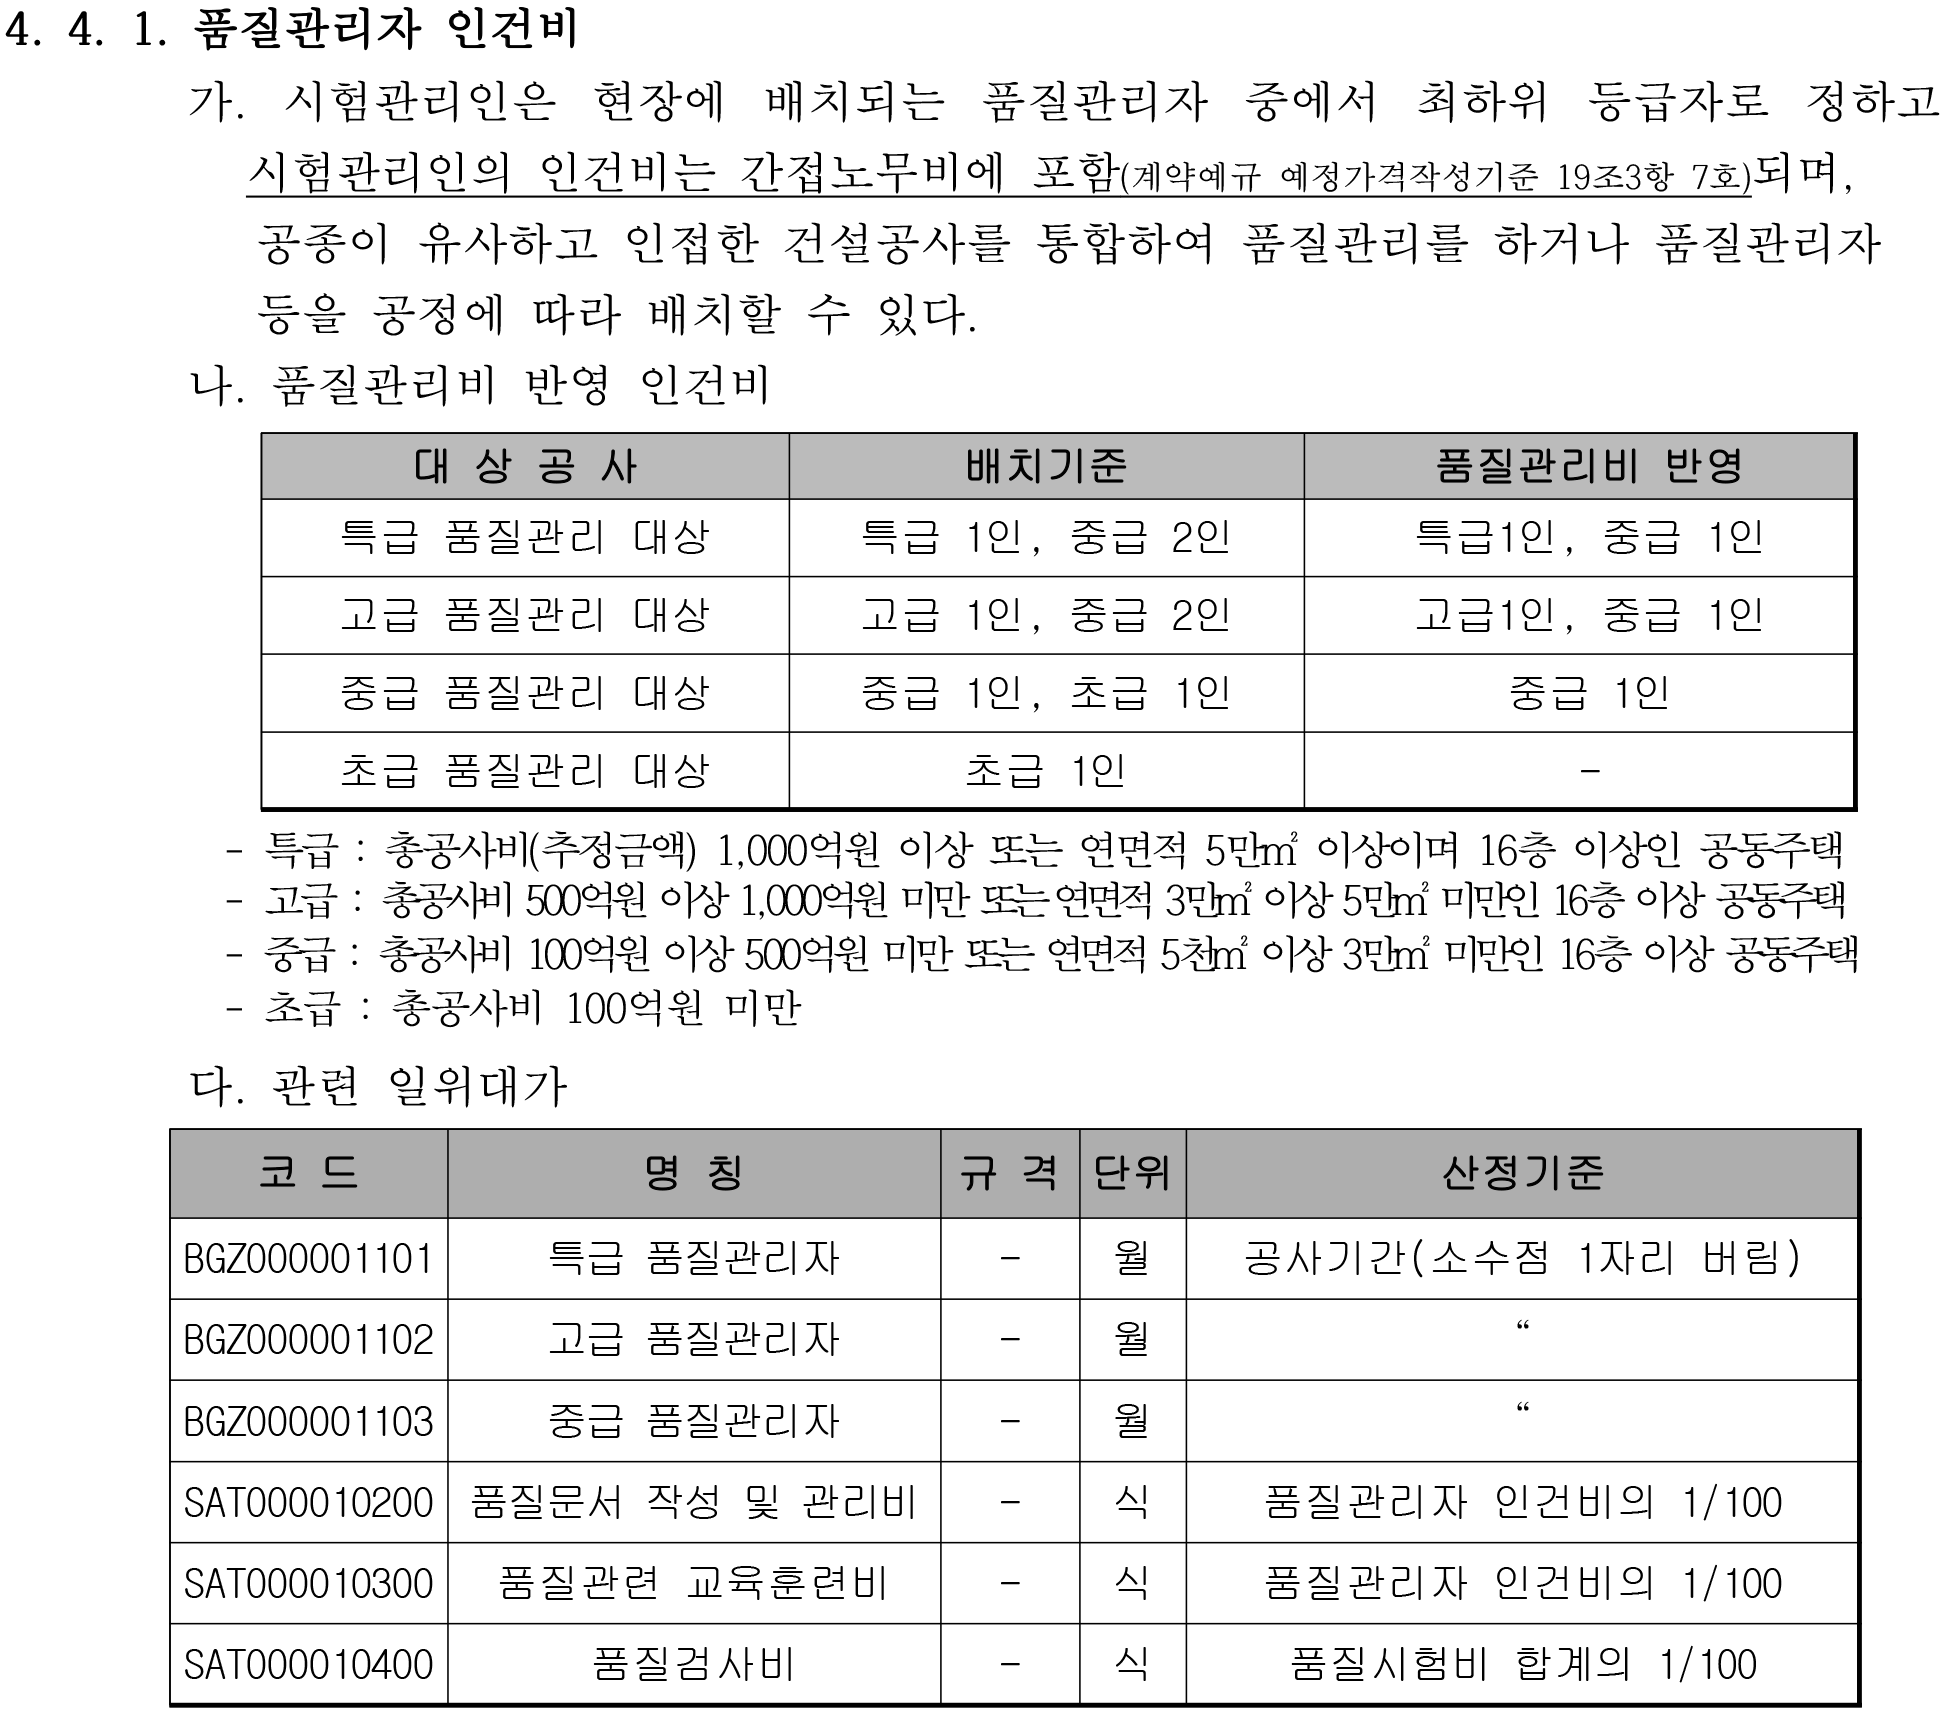 4. 4. 1. 품질관리자 인건비
가. 시험관리인은 현장에 배치되는 품질관리자 중에서 최하위 등급자로 정하고
시험관리인의 인건비는 간접노무비에 포함(계약예규 예정가격작성기준 19조3항 7호)되며,
공종이 유사하고 인접한 건설공사를 통합하여 품질관리를 하거나 품질관리자
등을 공정에 따라 배치할 수 있다.
나. 품질관리비 반영 인건비
대 상 공 사 배치기준 품질관리비 반영
특급 품질관리 대상 특급 1인, 중급 2인 특급1인, 중급 1인
고급 품질관리 대상 고급 1인, 중급 2인 고급1인, 중급 1인
중급 품질관리 대상 중급 1인, 초급 1인 중급 1인
초급 품질관리 대상 초급 1인 -
- 특급 : 총공사비(추정금액) 1,000억원 이상 또는 연면적 5만㎡ 이상이며 16층 이상인 공동주택
- 고급 : 총공사비 500억원 이상 1,000억원 미만 또는 연면적 3만㎡ 이상 5만㎡ 미만인 16층 이상 공동주택
- 중급 : 총공사비 100억원 이상 500억원 미만 또는 연면적 5천㎡ 이상 3만㎡ 미만인 16층 이상 공동주택
- 초급 : 총공사비 100억원 미만
다. 관련 일위대가
코 드 명 칭 규 격 단위 산정기준
BGZ000001101 특급 품질관리자 - 월 공사기간(소수점 1자리 버림)
BGZ000001102 고급 품질관리자 - 월 “
BGZ000001103 중급 품질관리자 - 월 “
SAT000010200 품질문서 작성 및 관리비 - 식 품질관리자 인건비의 1/100
SAT000010300 품질관련 교육훈련비 - 식 품질관리자 인건비의 1/100
SAT000010400 품질검사비 - 식 품질시험비 합계의 1/100